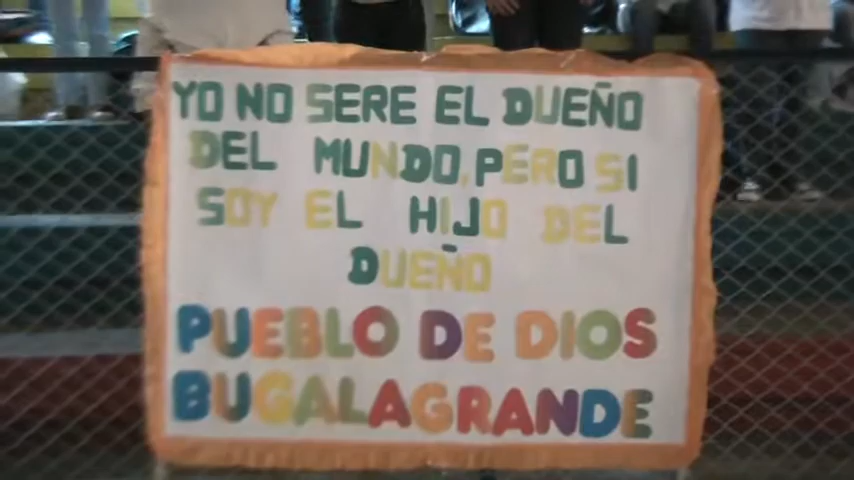 YO NO SERE EL DUEÑO
DEL MUNDO, PERO SI
SOY EL HIJO DEL
DUEÑO
PUEBLO DE DIOS
BUGALAGRANDE